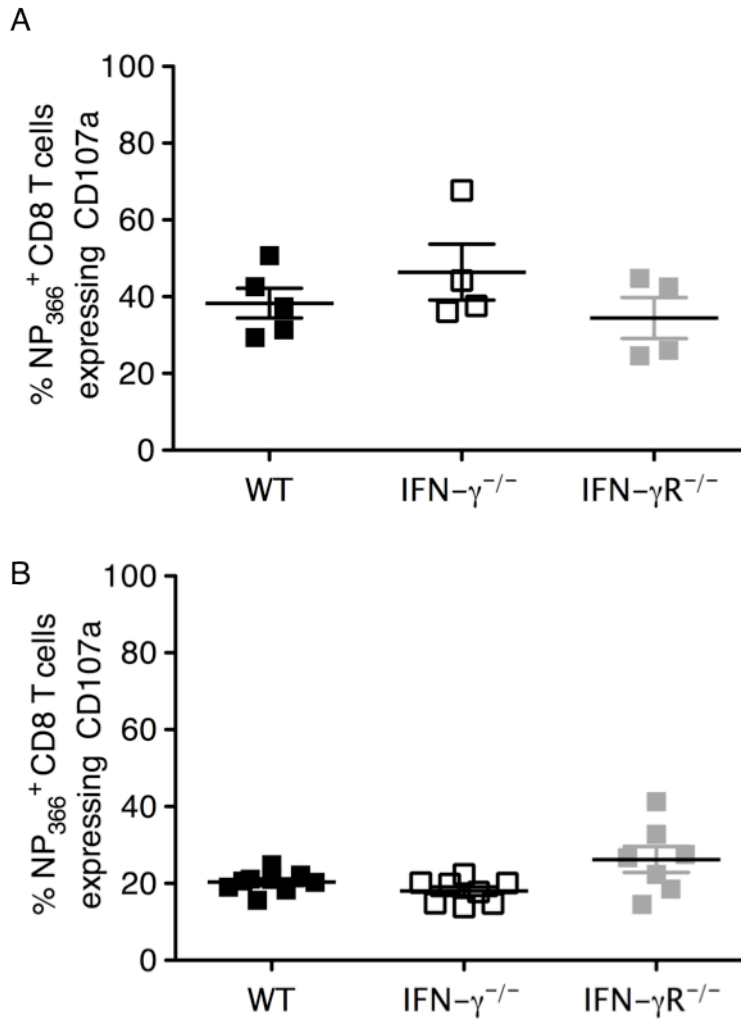 A
% NP₃₆₆⁺ CD8 T cells
expressing CD107a
100
80
60
40
20
0
WT
IFN–γ⁻/⁻
IFN–γR⁻/⁻
B
% NP₃₆₆⁺ CD8 T cells
expressing CD107a
100
80
60
40
20
0
WT
IFN–γ⁻/⁻
IFN–γR⁻/⁻